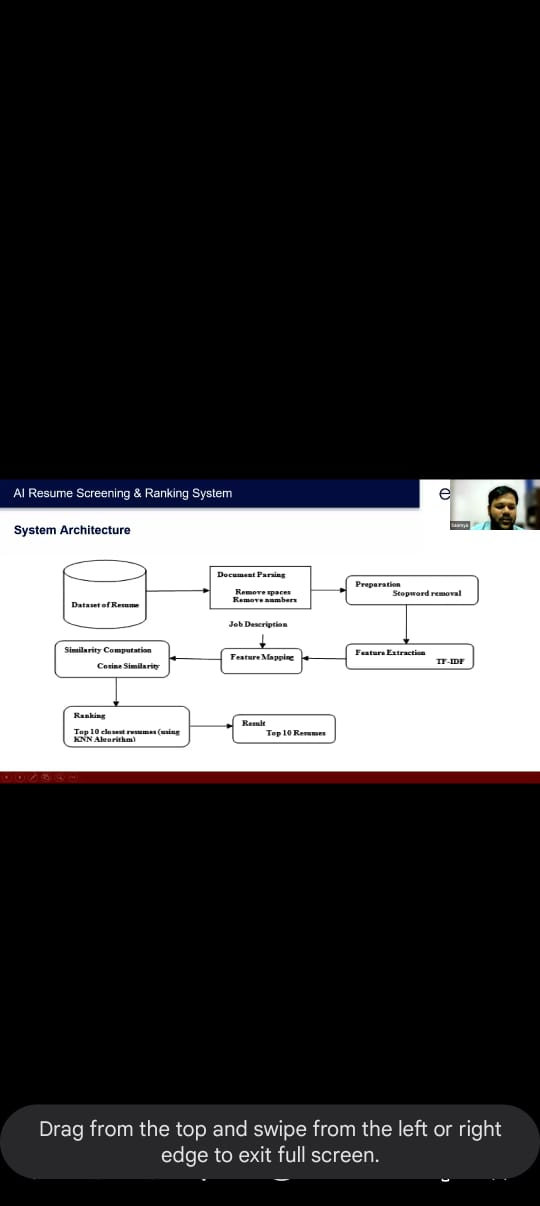 AI Resume Screening & Ranking System
e
System Architecture
Dataset of Resume
Document Parsing
Remove spaces
Remove numbers
Preparation
Stopword removal
Job Description
Similarity Computation
Cosine Similarity
Feature Mapping
Feature Extraction
TF-IDF
Ranking
Top 10 closest resumes (using
KNN Algorithm)
Result
Top 10 Resumes
Drag from the top and swipe from the left or right
edge to exit full screen.